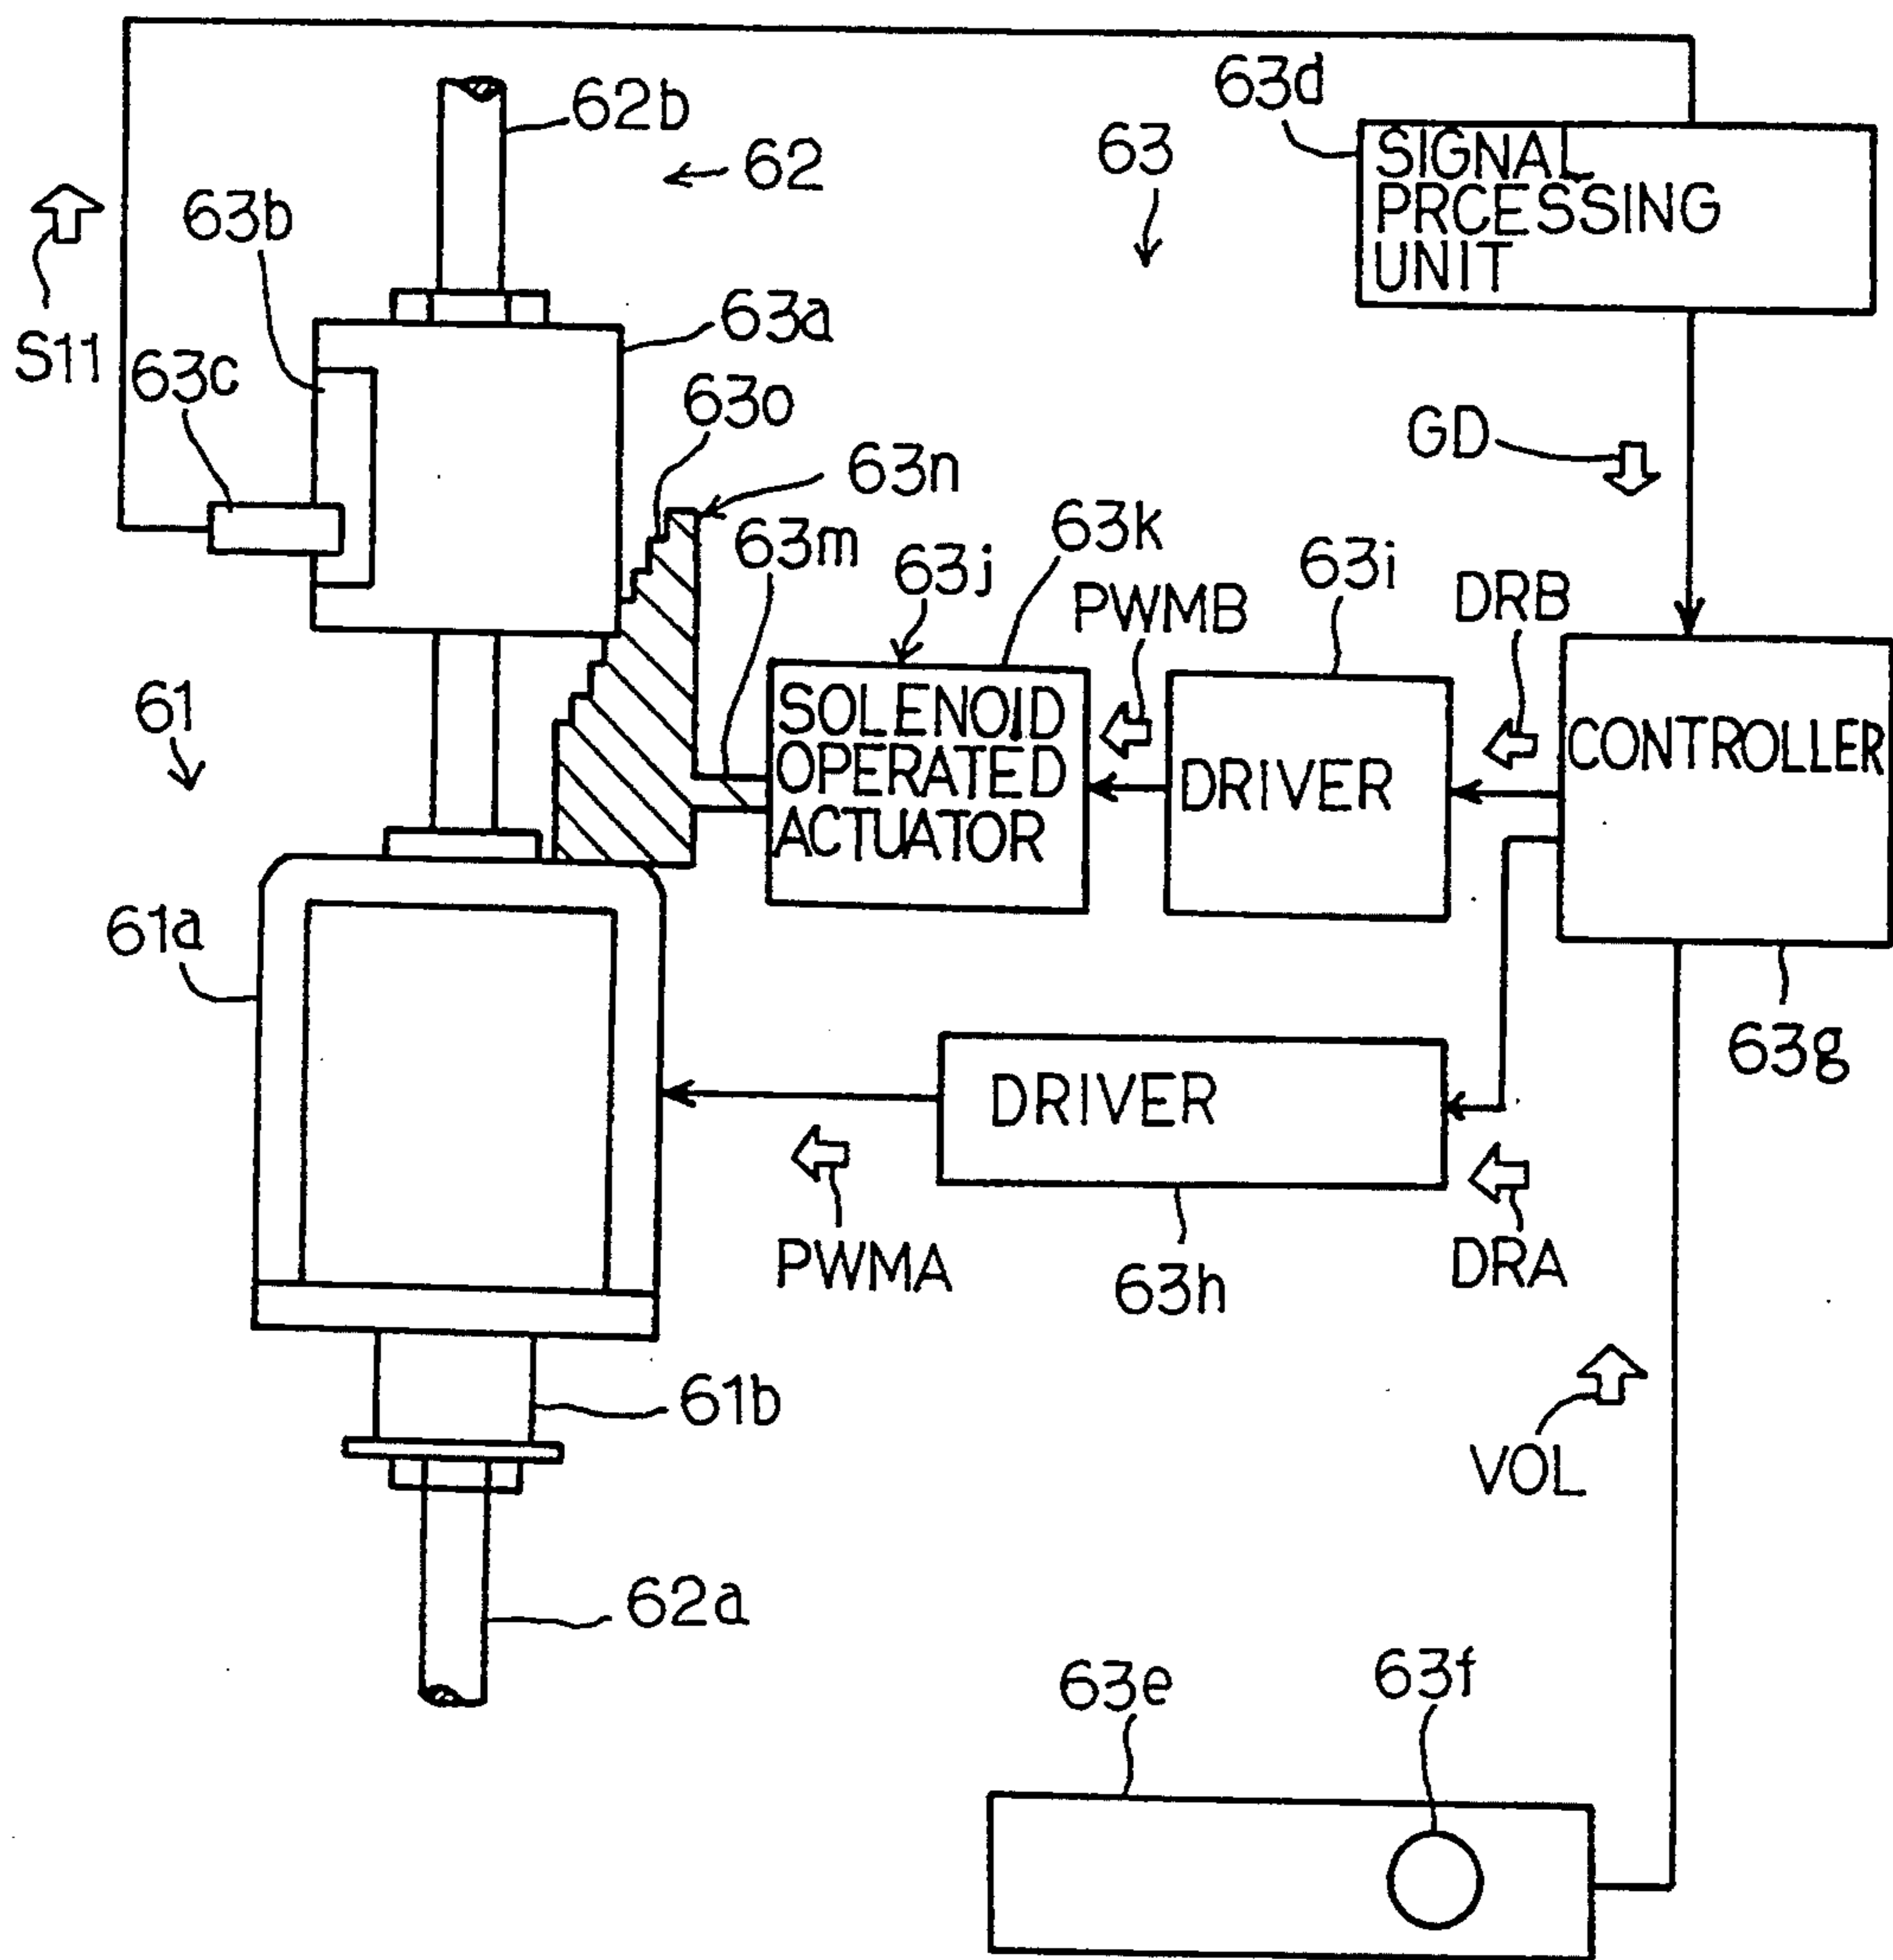 63d
62b
62
63
SIGNAL
PRCESSING
UNIT
63b
S11
63a
63c
63o
GD
63n
63m
63k
63j
63i
PWMB
DRB
61
SOLENOID
OPERATED
ACTUATOR
DRIVER
CONTROLLER
61a
63g
DRIVER
PWMA
63h
DRA
61b
VOL
62a
63e
63f